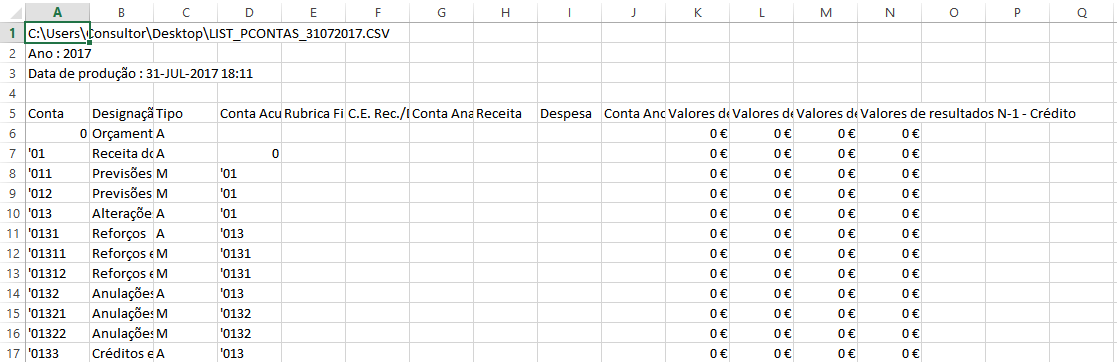 A B C D E F G H I J K L M N O P Q
1 C:\Users\Consultor\Desktop\LIST_PCONTAS_31072017.CSV
2 Ano : 2017
3 Data de produção : 31-JUL-2017 18:11
4
5 Conta Designaçã Tipo Conta Acu Rubrica Fi C.E. Rec./ Conta Ana Receita Despesa Conta Anc Valores de Valores de Valores de Valores de resultados N-1 - Crédito
6 0 Orçament A 0 € 0 € 0 € 0 €
7 '01 Receita do A 0 0 € 0 € 0 € 0 €
8 '011 Previsões M '01 0 € 0 € 0 € 0 €
9 '012 Previsões M '01 0 € 0 € 0 € 0 €
10 '013 Alteraçõe A '01 0 € 0 € 0 € 0 €
11 '0131 Reforços A '013 0 € 0 € 0 € 0 €
12 '01311 Reforços e M '0131 0 € 0 € 0 € 0 €
13 '01312 Reforços e M '0131 0 € 0 € 0 € 0 €
14 '0132 Anulações A '013 0 € 0 € 0 € 0 €
15 '01321 Anulações M '0132 0 € 0 € 0 € 0 €
16 '01322 Anulações M '0132 0 € 0 € 0 € 0 €
17 '0133 Créditos e A '013 0 € 0 € 0 € 0 €